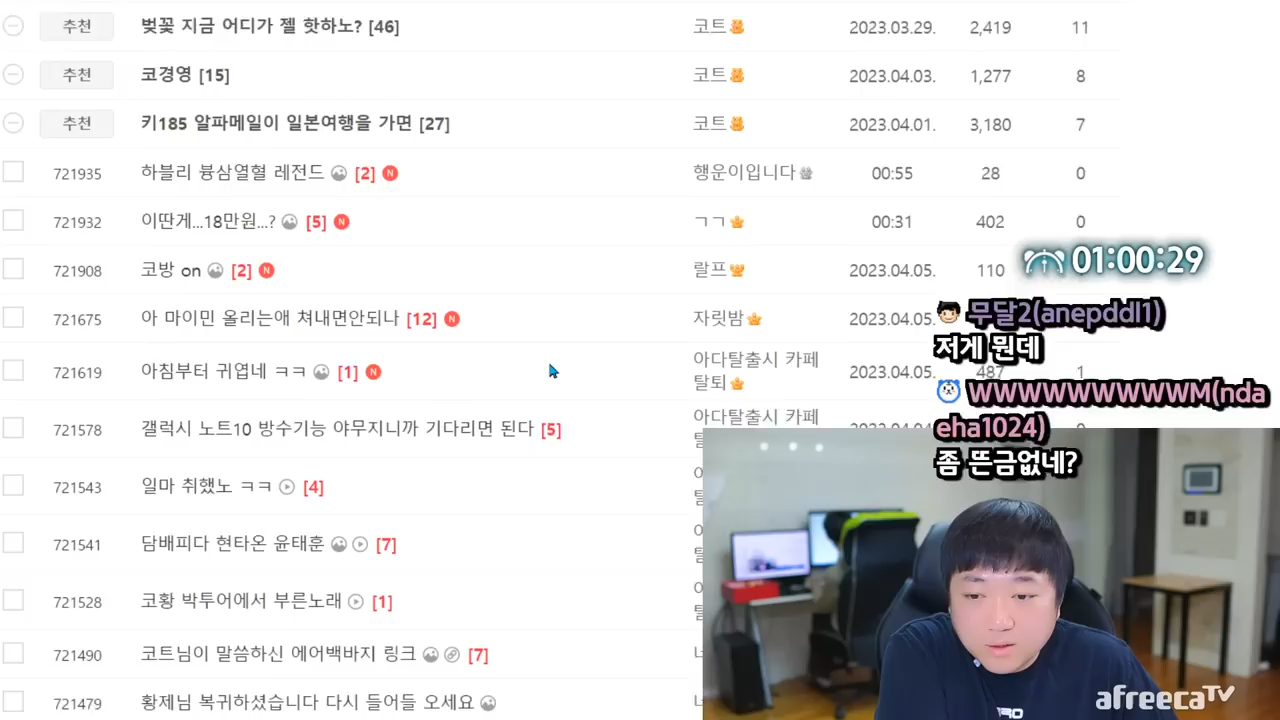 추천 벚꽃 지금 어디가 젤 핫하노? [46] 코트 2023.03.29. 2,419 11
추천 코경영 [15] 코트 2023.04.03. 1,277 8
추천 키185 알파메일이 일본여행을 가면 [27] 코트 2023.04.01. 3,180 7
721935 하블리 븅삼열혈 레전드 [2] N 행운이입니다 00:55 28 0
721932 이딴게...18만원...? [5] N ㄱㄱ 00:31 402 0
721908 코방 on [2] N 랄프 2023.04.05. 110
01:00:29
721675 아 마이민 올리는애 쳐내면안되나 [12] N 자릿밤 2023.04.05.
무달2(anepddl1)
저게 뭔데
721619 아침부터 귀엽네 ㅋㅋ [1] N 아다탈출시 카페
탈퇴 2023.04.05. 487 1
WWWWWWWWWM(nda
eha1024)
좀 뜬금없네?
721578 갤럭시 노트10 방수기능 야무지니까 기다리면 된다 [5] 아다탈출시 카페
721543 일마 취했노 ㅋㅋ [4]
721541 담배피다 현타온 윤태훈 [7]
721528 코황 박투어에서 부른노래 [1]
721490 코트님이 말씀하신 에어백바지 링크 [7]
721479 황제님 복귀하셨습니다 다시 들어들 오세요
afreecaTV